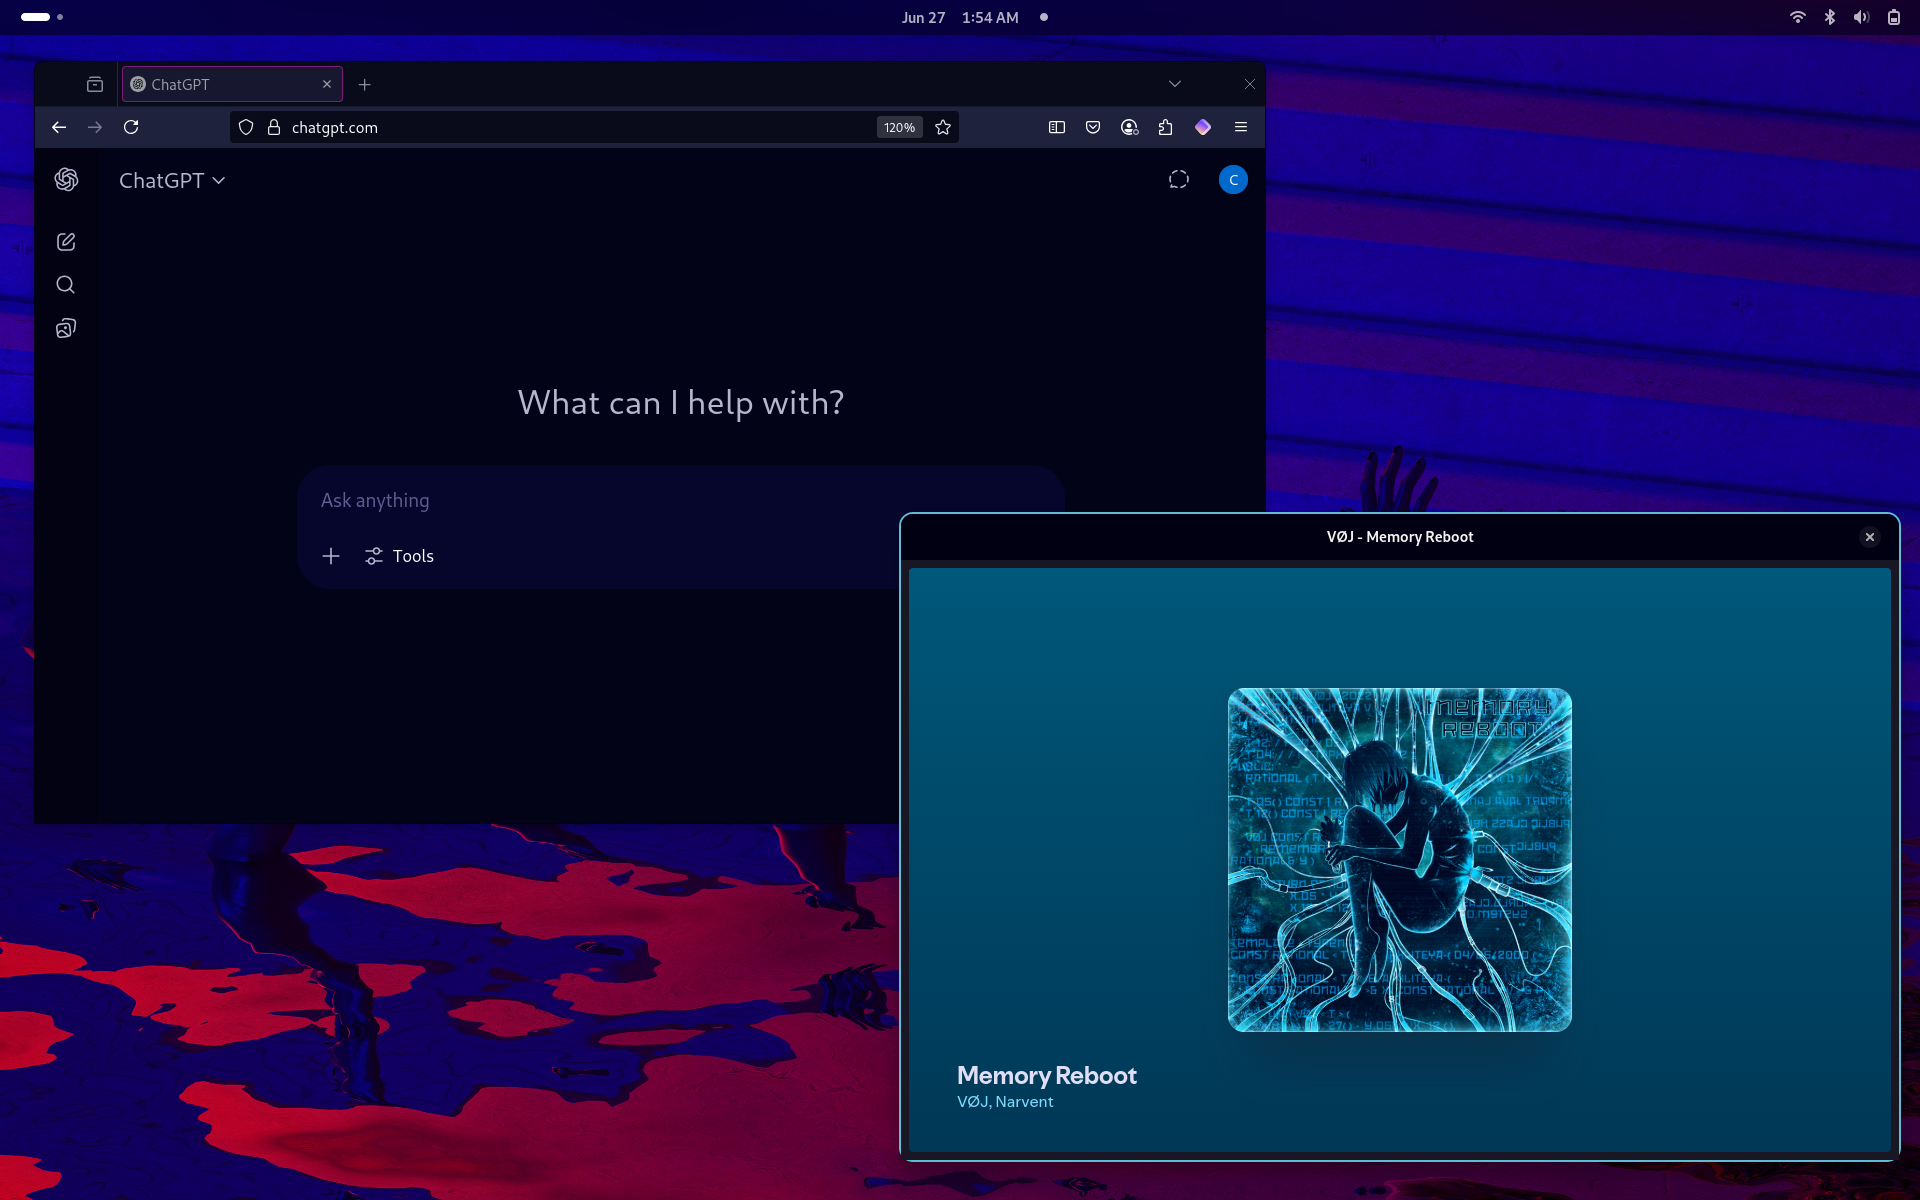 Jun 27 1:54 AM
ChatGPT
chatgpt.com
120%
ChatGPT
C
What can I help with?
Ask anything
Tools
VØJ - Memory Reboot
MEMORY
REBOOT
Memory Reboot
VØJ, Narvent